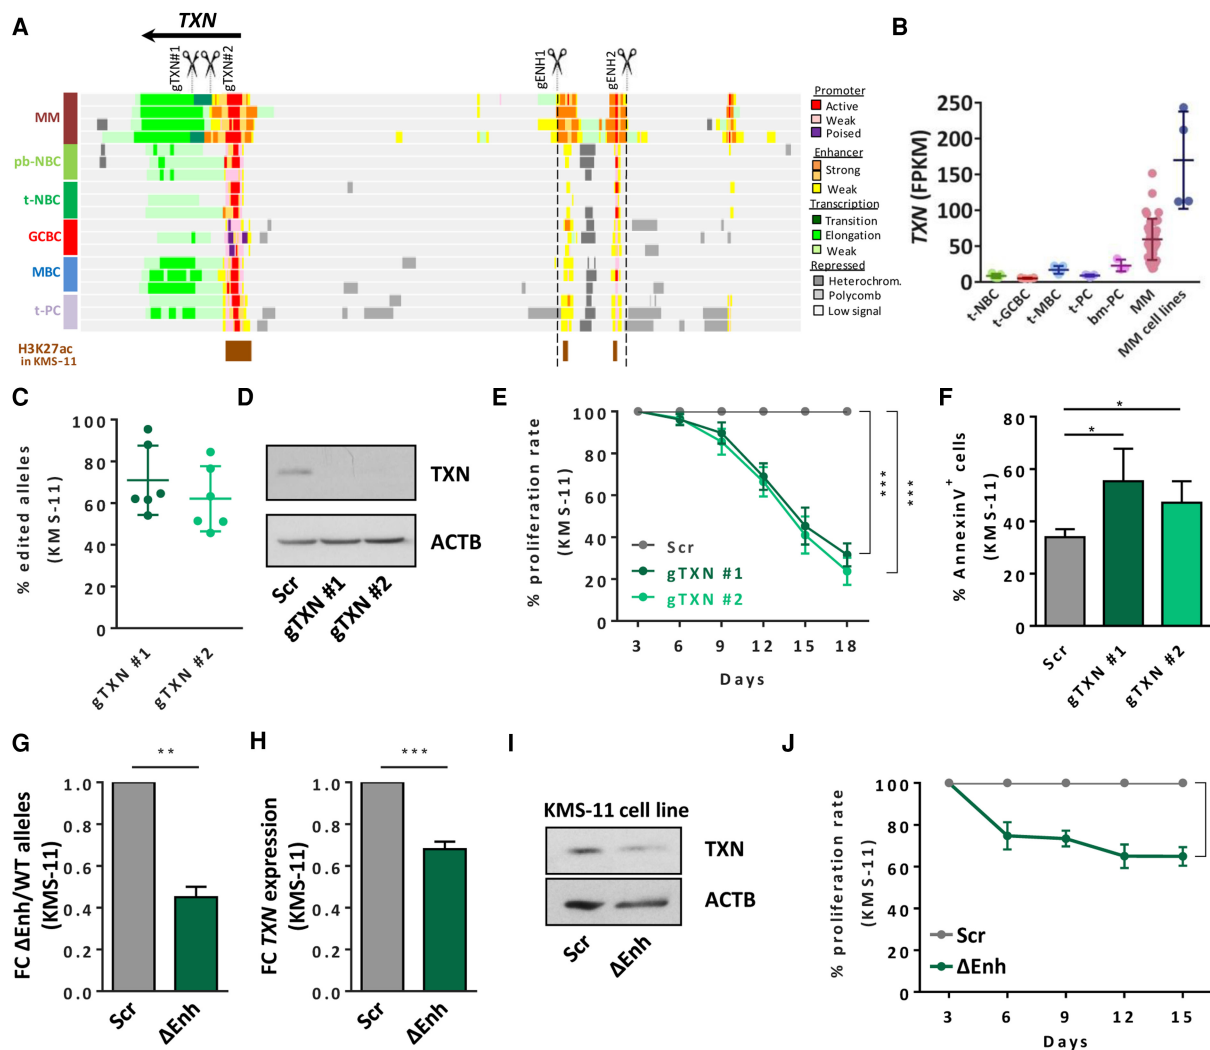 A
TXN
gTXN#1
gTXN#2
gENH1
gENH2
MM
pb-NBC
t-NBC
GCBC
MBC
t-PC
H3K27ac
in KMS-11
Promoter
Active
Weak
Poised
Enhancer
Strong
Weak
Transcription
Transition
Elongation
Weak
Repressed
Heterochrom.
Polycomb
Low signal
B
TXN (FPKM)
250
200
150
100
50
0
t-NBC
t-GCBC
t-MBC
t-PC
bm-PC
MM
MM cell lines
C
% edited alleles
(KMS-11)
100
80
60
40
20
0
gTXN #1
gTXN #2
D
TXN
ACTB
Scr
gTXN #1
gTXN #2
E
% proliferation rate
(KMS-11)
100
80
60
40
20
0
Scr
gTXN #1
gTXN #2
***
***
3 6 9 12 15 18
Days
F
% AnnexinV+ cells
(KMS-11)
80
60
40
20
0
*
*
Scr
gTXN #1
gTXN #2
G
FC ΔEnh/WT alleles
(KMS-11)
**
1.0
0.8
0.6
0.4
0.2
0.0
Scr
ΔEnh
H
FC TXN expression
(KMS-11)
***
1.0
0.8
0.6
0.4
0.2
0.0
Scr
ΔEnh
I
KMS-11 cell line
TXN
ACTB
Scr
ΔEnh
J
% proliferation rate
(KMS-11)
100
80
60
40
20
0
Scr
ΔEnh
3 6 9 12 15
Days